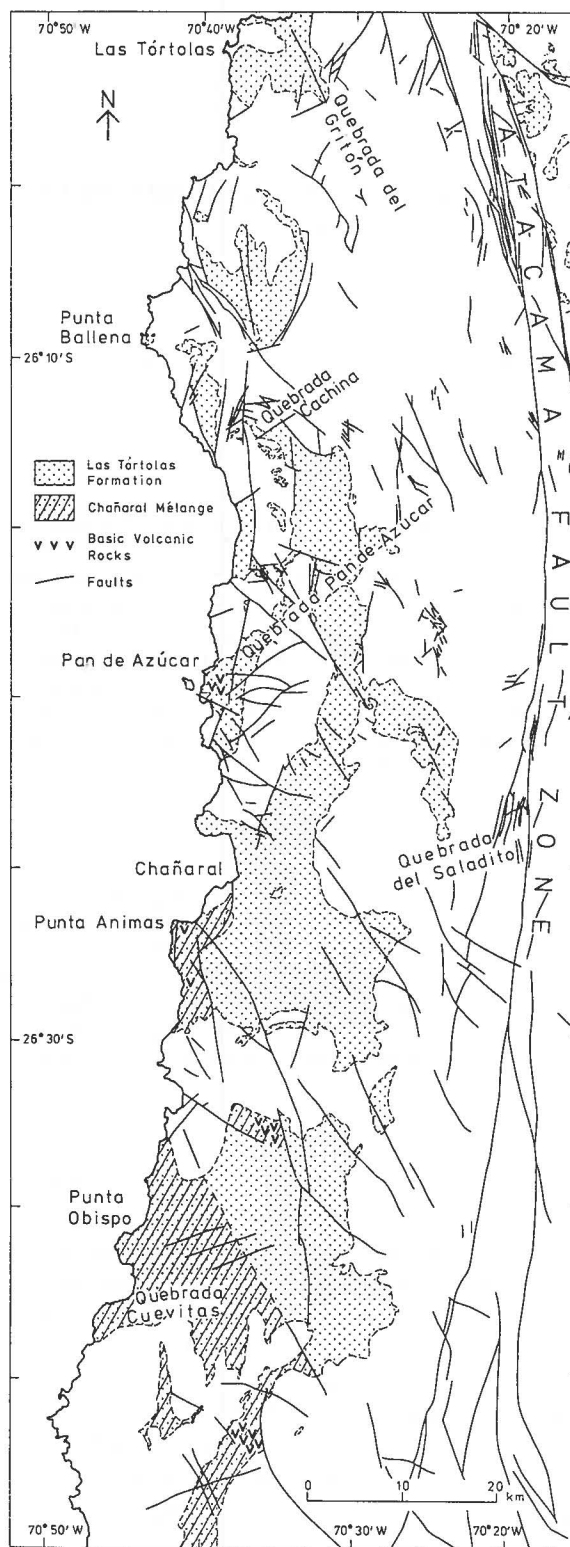 70°50'W
70°40'
70°20'W
Las Tórtolas
N
Quebrada del
Gritón
ATACAMA FAULT ZONE
Punta
Ballena
26°10'S
Quebrada
Cachina
Las Tórtolas
Formation
Chañaral Mélange
Basic Volcanic
Rocks
Faults
Quebrada Pan de Azúcar
Pan de Azúcar
Quebrada
del Saladito
Chañaral
Punta Animas
26°30'S
Punta
Obispo
Quebrada
Cuevitas
0 10 20
km
70°50'W
70°40'
70°30'W
70°20'W